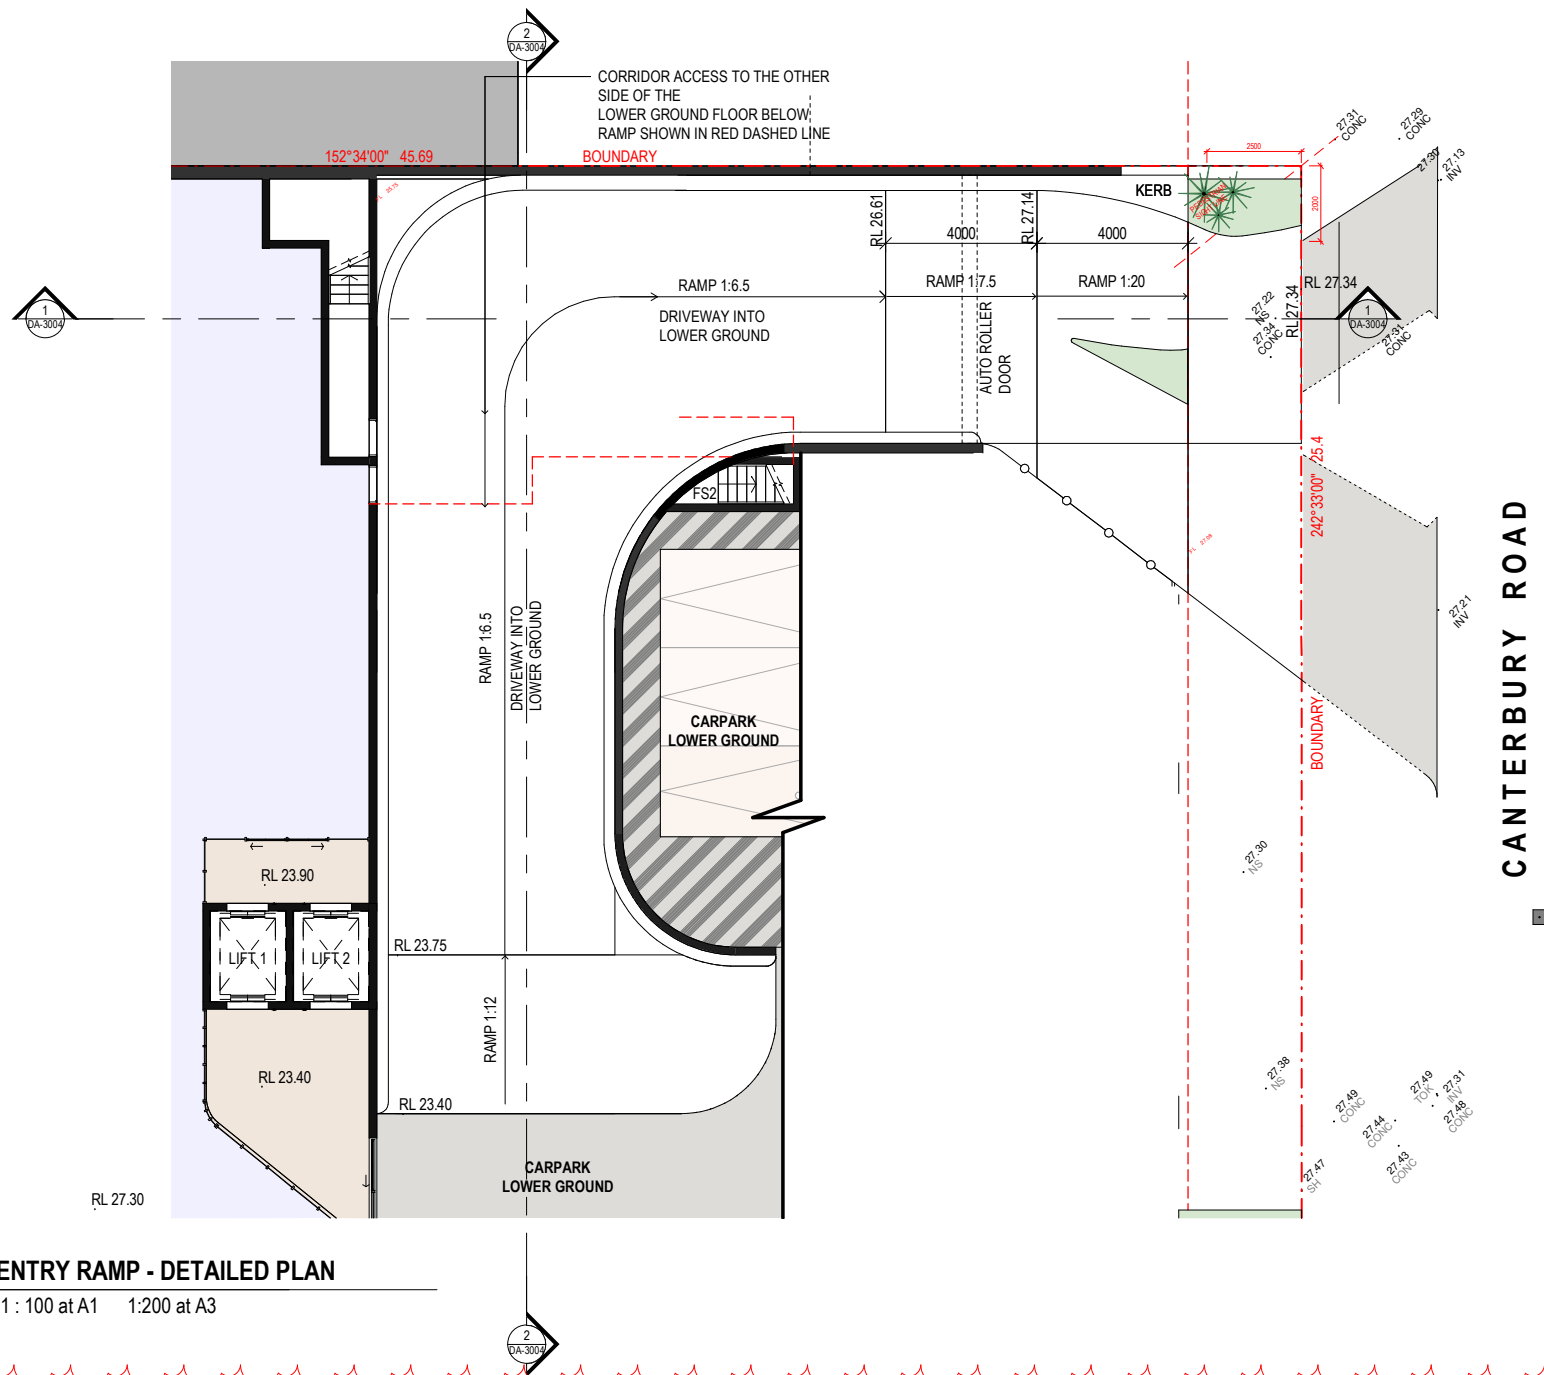 2
DA-3004
CORRIDOR ACCESS TO THE OTHER
SIDE OF THE
LOWER GROUND FLOOR BELOW
RAMP SHOWN IN RED DASHED LINE
152°34'00" 45.69
BOUNDARY
2500
2000
27.31
CONC
27.29
CONC
27.30
27.13
INV
KERB
RL 26.61
RL 27.14
4000
4000
RAMP 1:6.5
RAMP 1:7.5
RAMP 1:20
DRIVEWAY INTO
LOWER GROUND
AUTO ROLLER
DOOR
RL 27.34
RL 27.34
27.22
NS
27.34
CONC
27.31
CONC
1
DA-3004
1
DA-3004
FS2
242°33'00" 25.4
BOUNDARY
27.21
INV
CANTERBURY ROAD
RAMP 1:6.5
DRIVEWAY INTO
LOWER GROUND
CARPARK
LOWER GROUND
RL 23.90
LIFT 1
LIFT 2
RL 23.75
27.30
NS
RAMP 1:12
RL 23.40
RL 23.40
27.38
NS
27.49
CONC
27.44
CONC
27.49
TOK
27.31
INV
27.48
CONC
27.43
CONC
27.47
SH
CARPARK
LOWER GROUND
RL 27.30
ENTRY RAMP - DETAILED PLAN
1 : 100 at A1 1:200 at A3
2
DA-3004